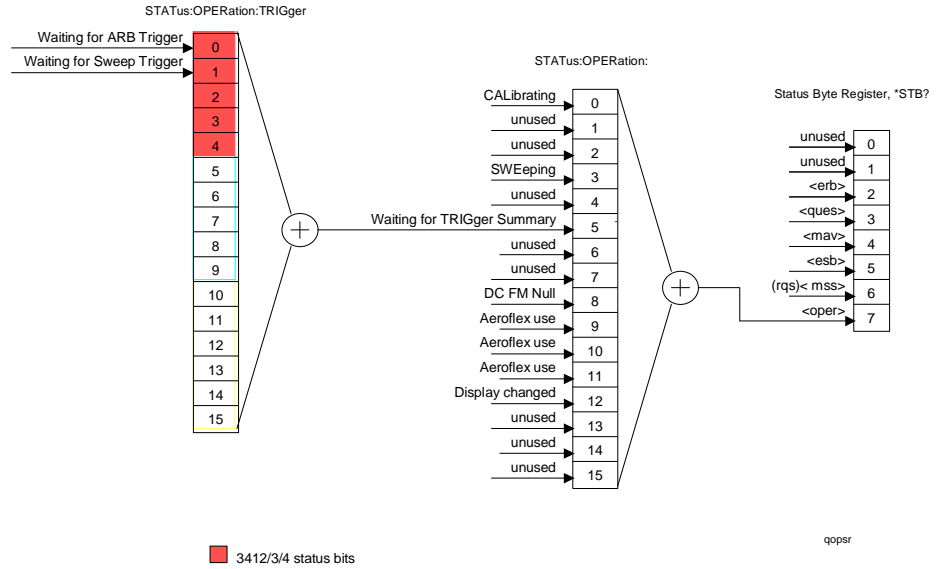 STATus:OPERation:TRIGger
Waiting for ARB Trigger
Waiting for Sweep Trigger
0
1
2
3
4
5
6
7
8
9
10
11
12
13
14
15
STATus:OPERation:
CALibrating 0
unused 1
unused 2
SWEeping 3
unused 4
Waiting for TRIGger Summary 5
unused 6
unused 7
DC FM Null 8
Aeroflex use 9
Aeroflex use 10
Aeroflex use 11
Display changed 12
unused 13
unused 14
unused 15
Status Byte Register, *STB?
unused 0
unused 1
<erb> 2
<ques> 3
<mav> 4
<esb> 5
(rqs)< mss> 6
<oper> 7
qopsr
3412/3/4 status bits